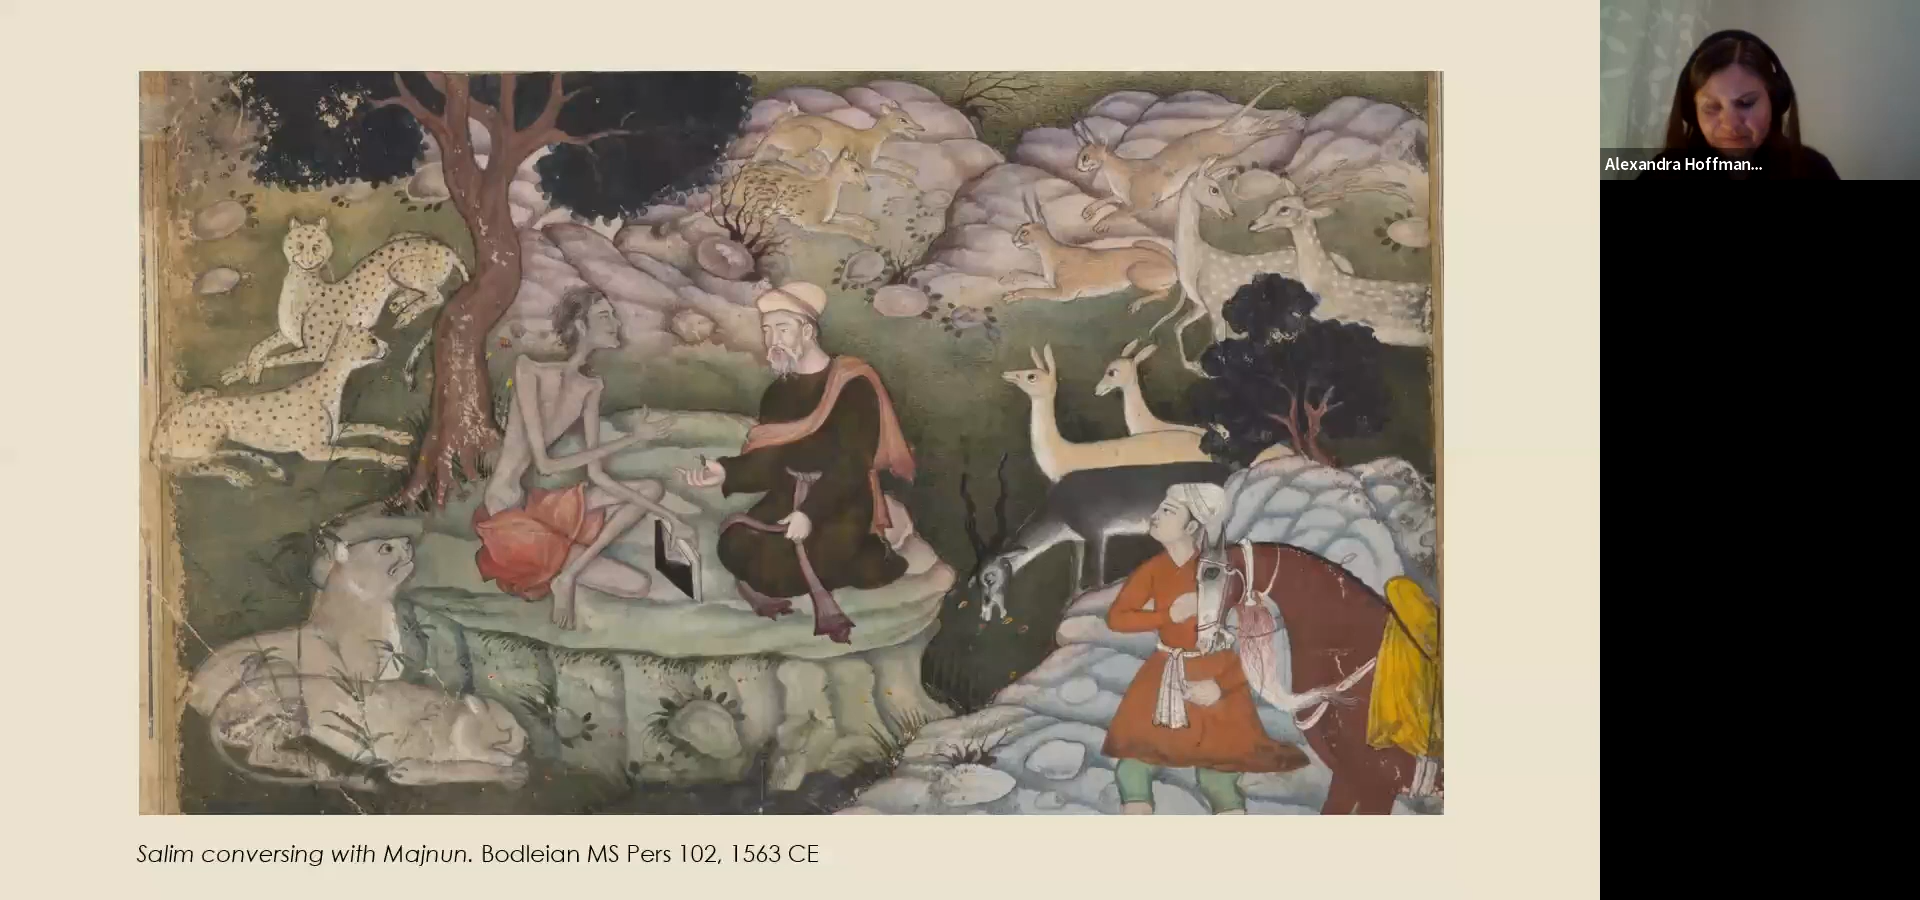 Alexandra Hoffman...
Salim conversing with Majnun. Bodleian MS Pers 102, 1563 CE